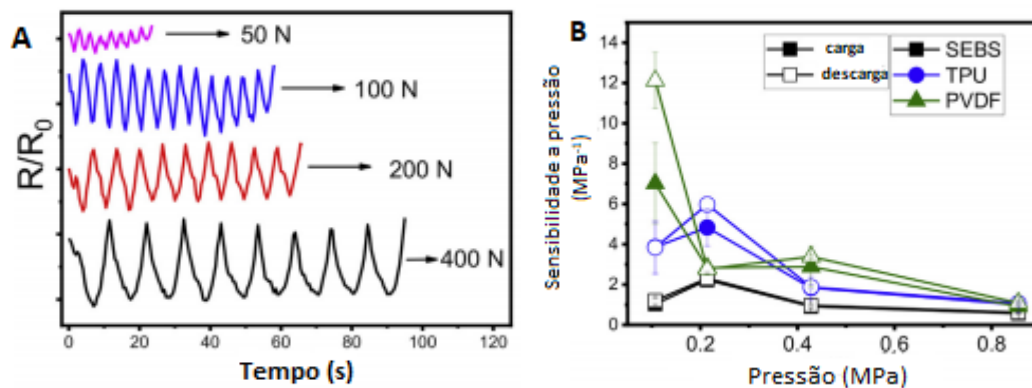 A
R/R₀
50 N
100 N
200 N
400 N
0 20 40 60 80 100 120
Tempo (s)
B
Sensibilidade a pressão
(MPa⁻¹)
14
12
10
8
6
4
2
0
carga
descarga
SEBS
TPU
PVDF
0.2 0.4 0.6 0.8
Pressão (MPa)